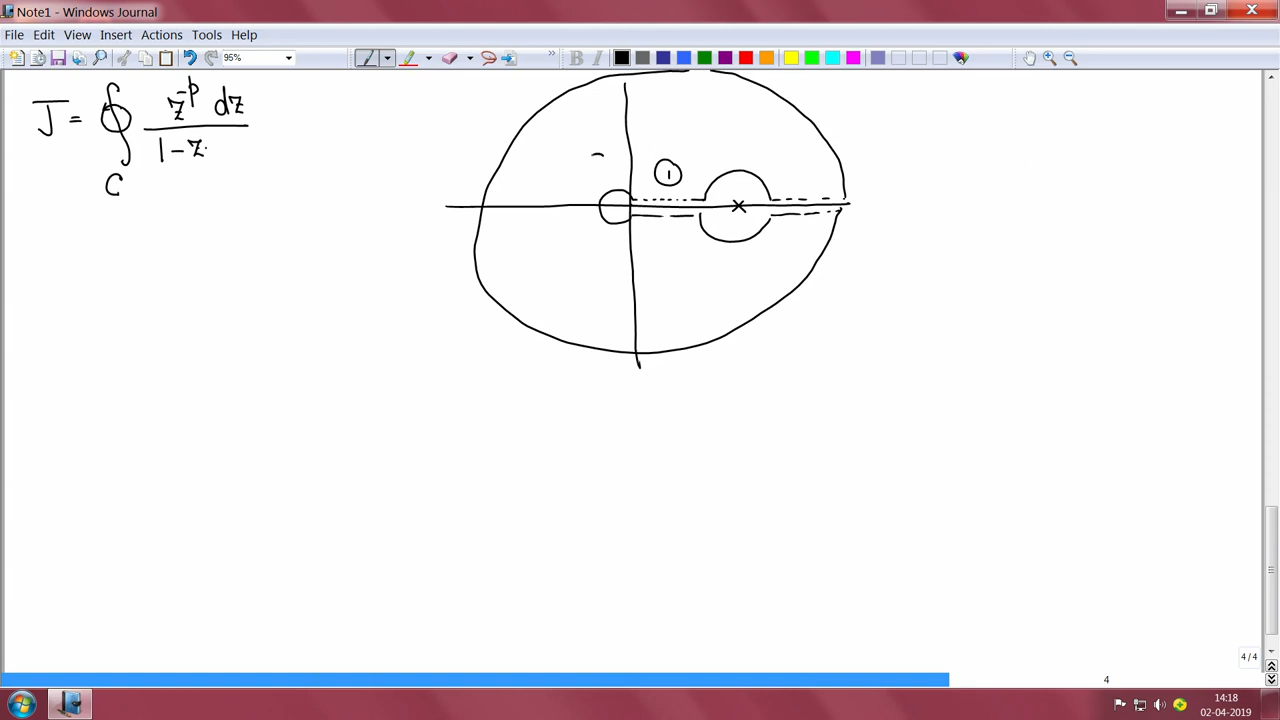 Note1 - Windows Journal
File Edit View Insert Actions Tools Help
95%
B I
J = ∮ z^-p dz
1 - z
C
1
4/4
4
14:18
02-04-2019